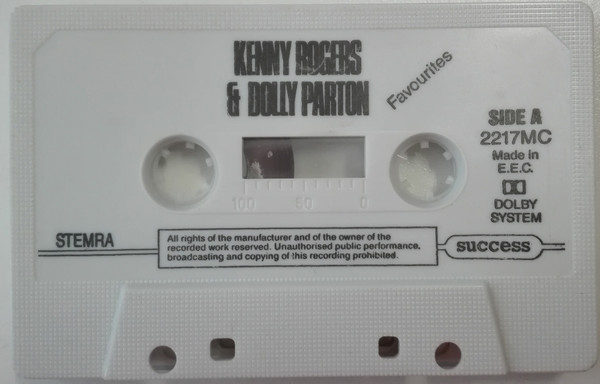 KENNY ROGERS
& DOLLY PARTON
Favourites
SIDE A
2217MC
Made in
E.E.C.
DOLBY
SYSTEM
100 50 0
STEMRA
All rights of the manufacturer and of the owner of the
recorded work reserved. Unauthorised public performance,
broadcasting and copying of this recording prohibited.
success